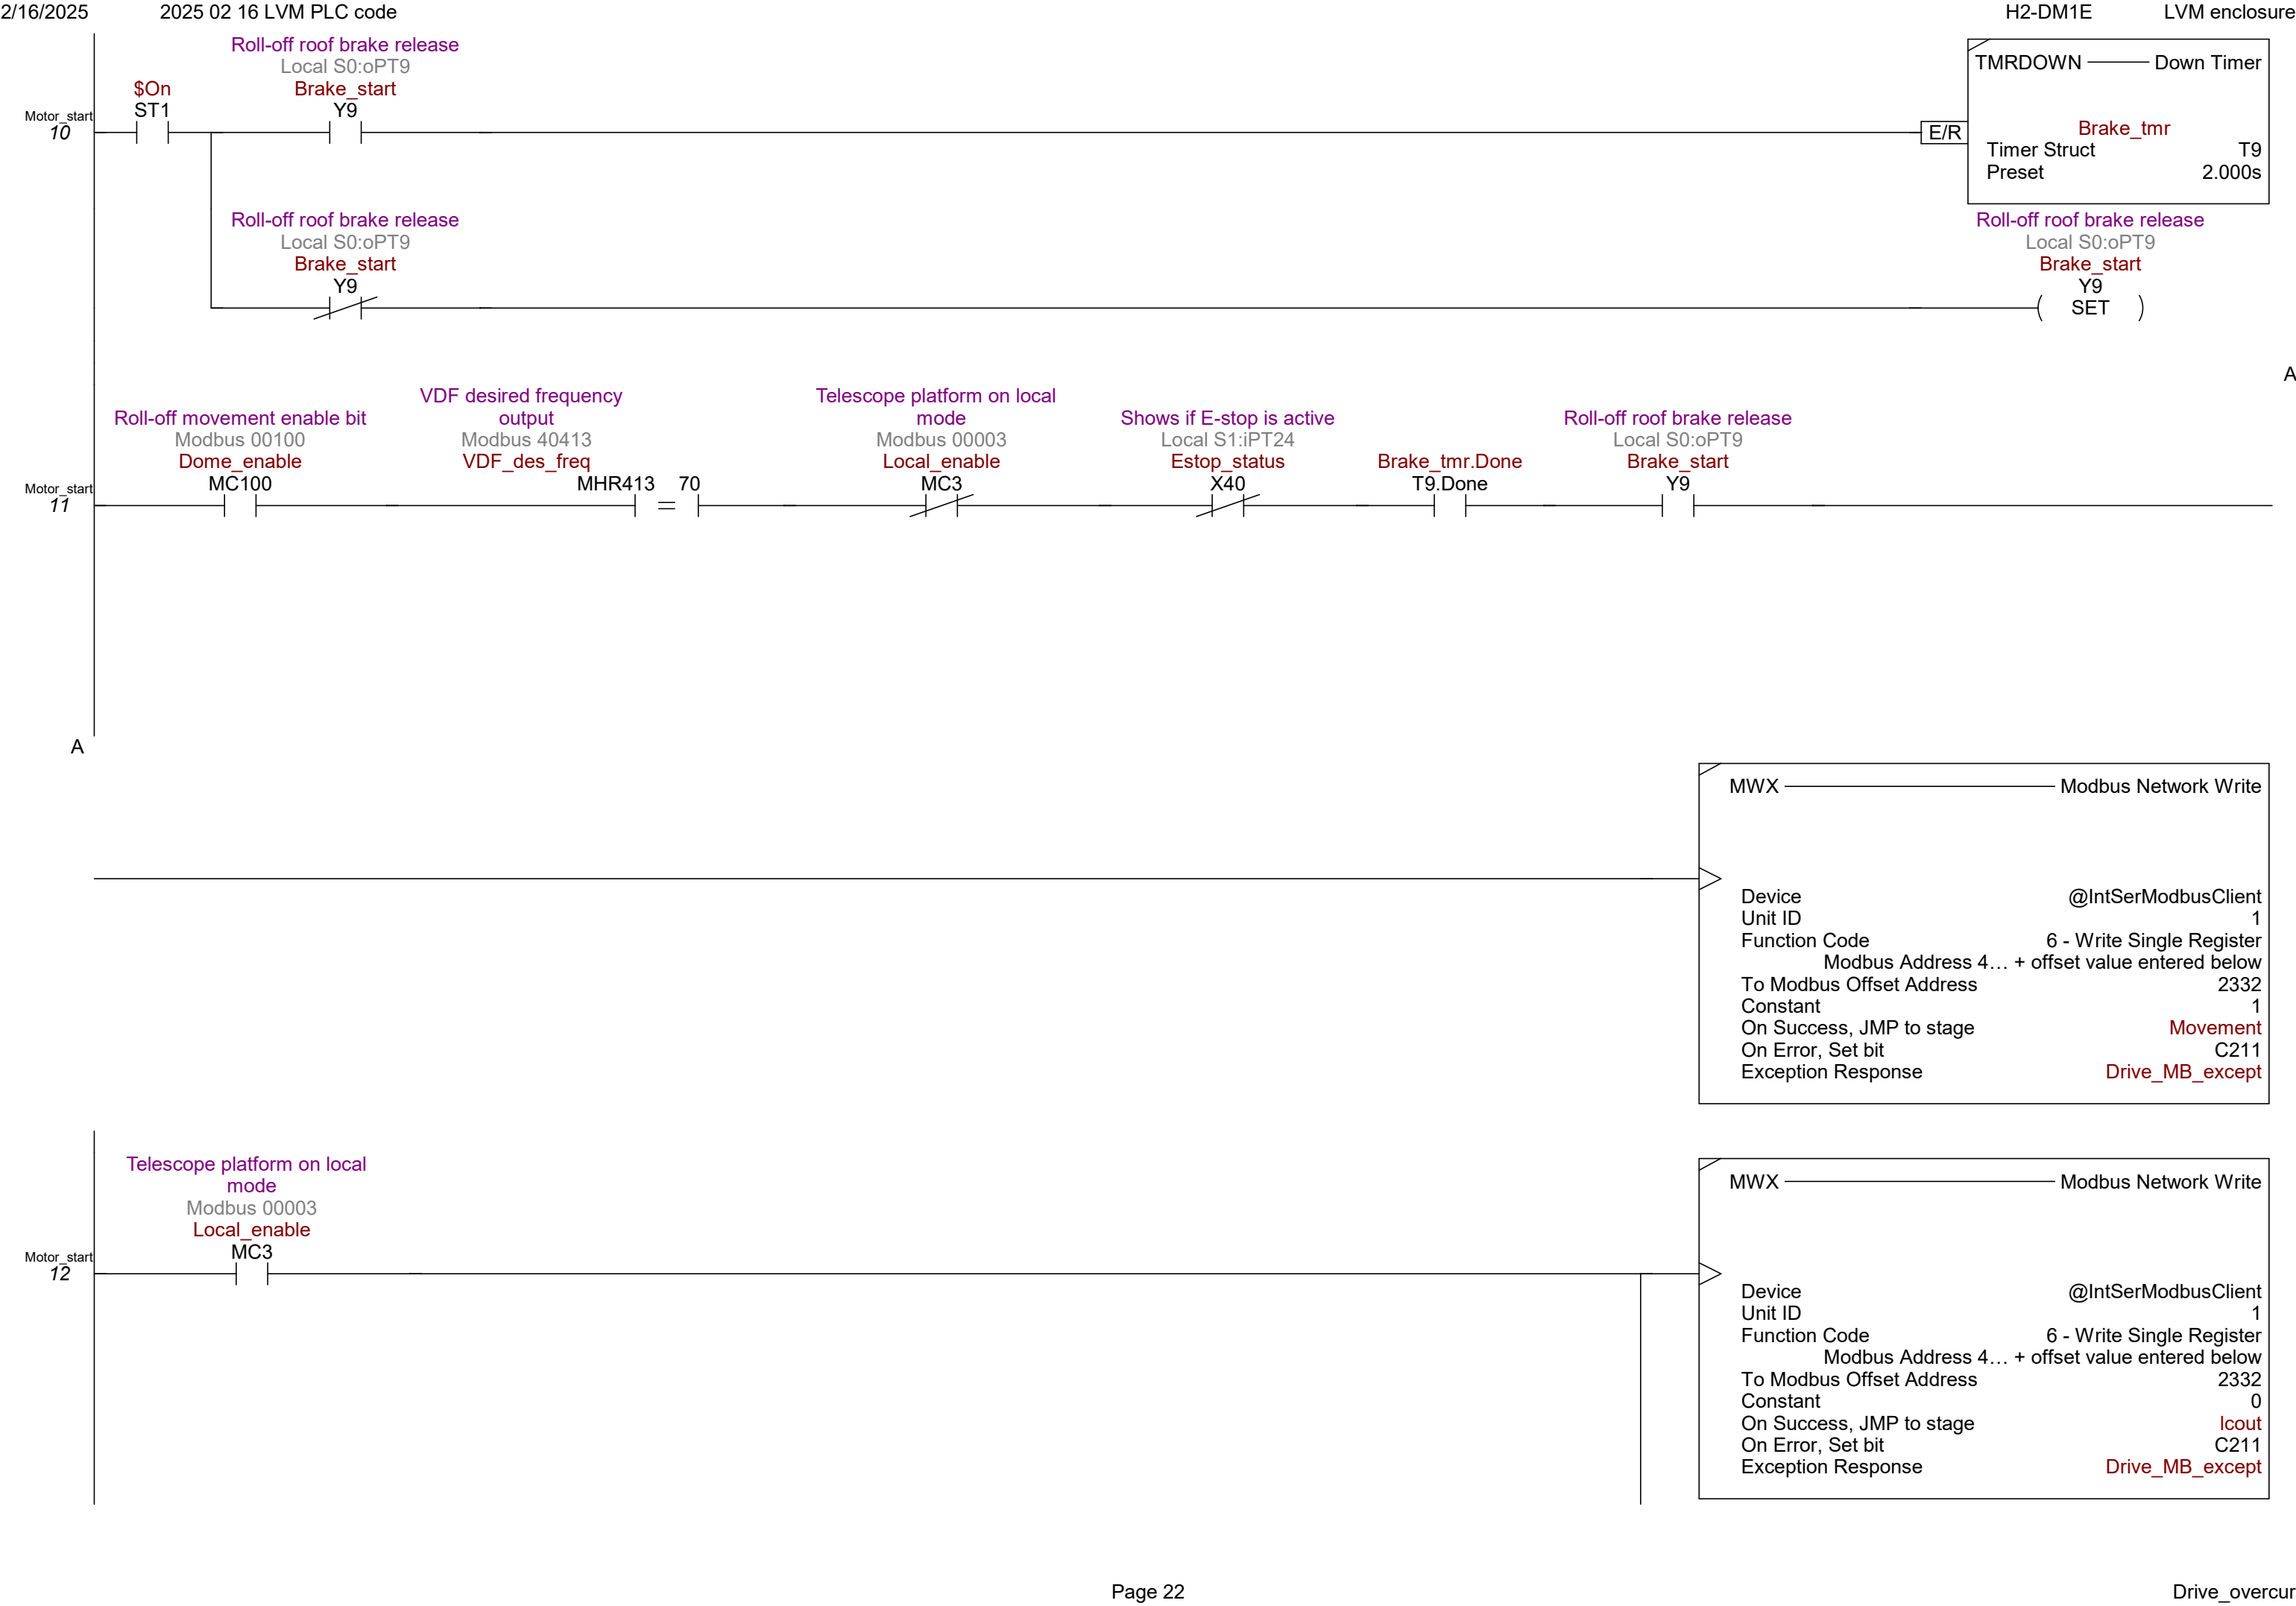 2/16/2025 2025 02 16 LVM PLC code H2-DM1E LVM enclosure
Roll-off roof brake release
Local S0:oPT9
$On Brake_start
ST1 Y9
Motor_start
10
TMRDOWN Down Timer
E/R
Brake_tmr
Timer Struct T9
Preset 2.000s
Roll-off roof brake release
Local S0:oPT9
Brake_start
Y9
Roll-off roof brake release
Local S0:oPT9
Brake_start
Y9
( SET )
A
Roll-off movement enable bit
Modbus 00100
Dome_enable
MC100
VDF desired frequency
output
Modbus 40413
VDF_des_freq
MHR413 = 70
Telescope platform on local
mode
Modbus 00003
Local_enable
MC3
Shows if E-stop is active
Local S1:iPT24
Estop_status
X40
Brake_tmr.Done
T9.Done
Roll-off roof brake release
Local S0:oPT9
Brake_start
Y9
Motor_start
11
A
MWX Modbus Network Write
Device @IntSerModbusClient
Unit ID 1
Function Code 6 - Write Single Register
Modbus Address 4… + offset value entered below
To Modbus Offset Address 2332
Constant 1
On Success, JMP to stage Movement
On Error, Set bit C211
Exception Response Drive_MB_except
Telescope platform on local
mode
Modbus 00003
Local_enable
MC3
Motor_start
12
MWX Modbus Network Write
Device @IntSerModbusClient
Unit ID 1
Function Code 6 - Write Single Register
Modbus Address 4… + offset value entered below
To Modbus Offset Address 2332
Constant 0
On Success, JMP to stage lcout
On Error, Set bit C211
Exception Response Drive_MB_except
Page 22 Drive_overcur